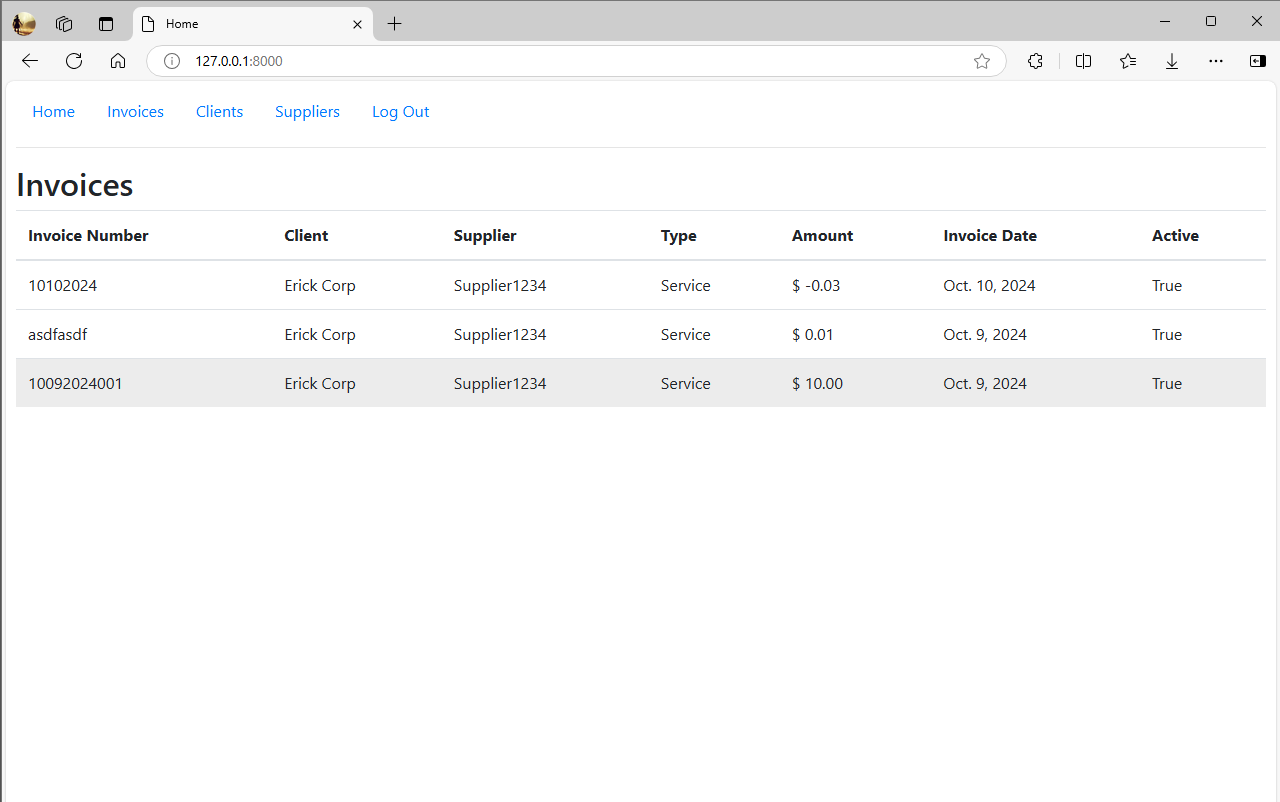 Home
127.0.0.1:8000
Home Invoices Clients Suppliers Log Out
Invoices
Invoice Number Client Supplier Type Amount Invoice Date Active
10102024 Erick Corp Supplier1234 Service $ -0.03 Oct. 10, 2024 True
asdfasdf Erick Corp Supplier1234 Service $ 0.01 Oct. 9, 2024 True
10092024001 Erick Corp Supplier1234 Service $ 10.00 Oct. 9, 2024 True